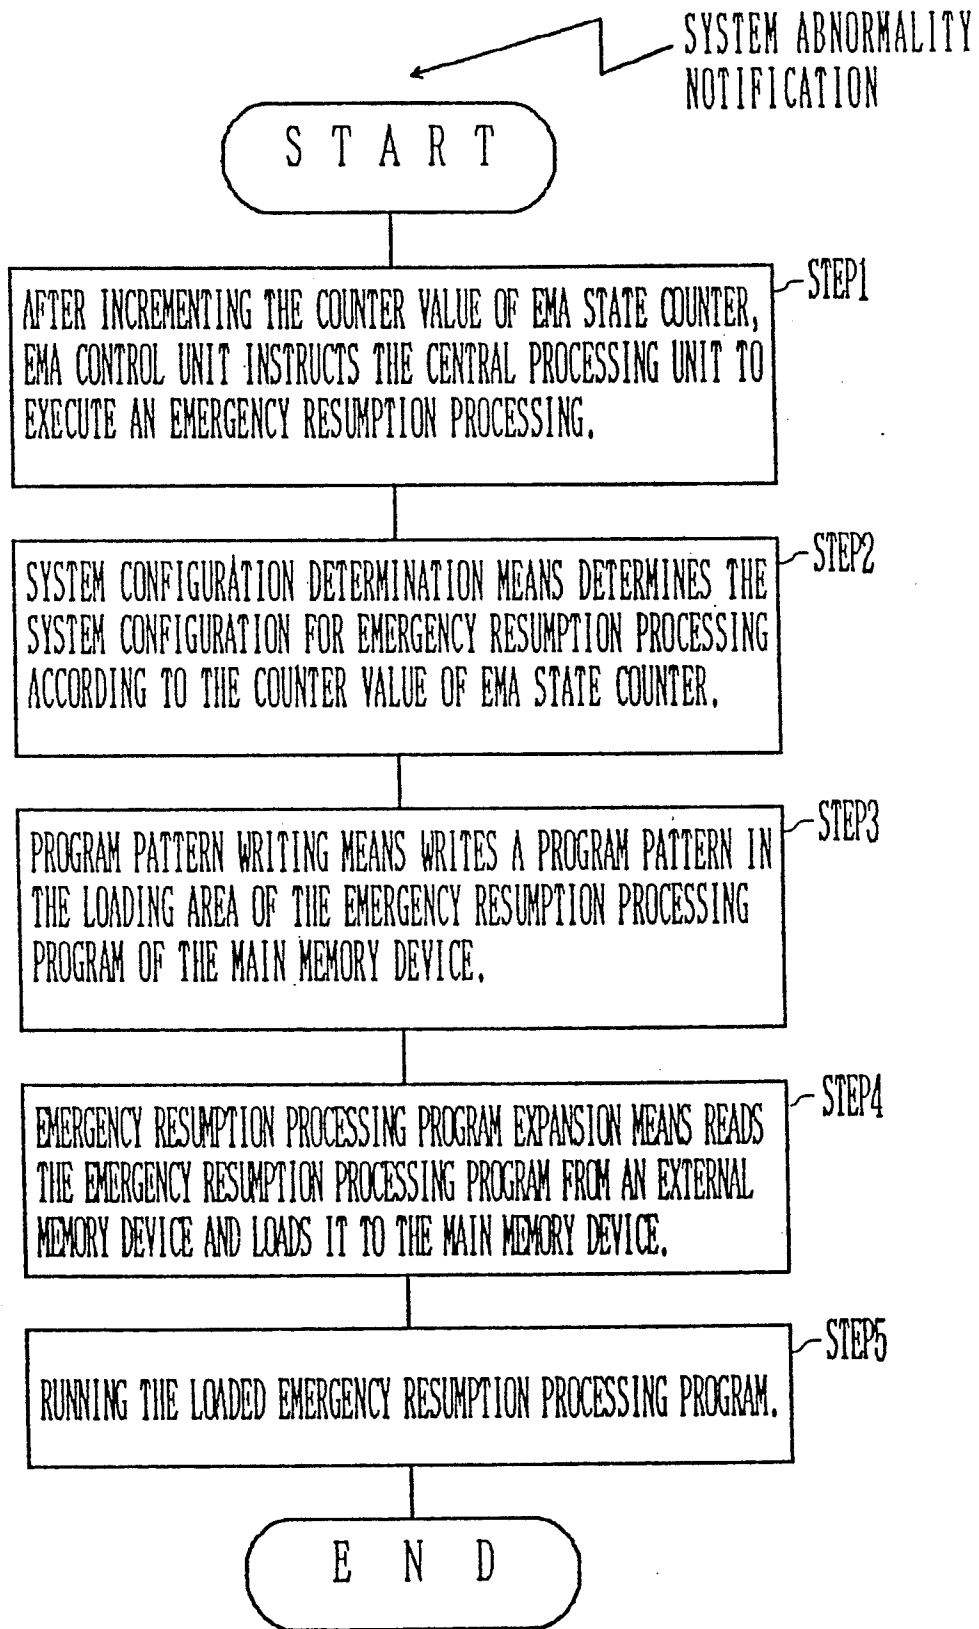 SYSTEM ABNORMALITY
NOTIFICATION
START
STEP1
AFTER INCREMENTING THE COUNTER VALUE OF EMA STATE COUNTER,
EMA CONTROL UNIT INSTRUCTS THE CENTRAL PROCESSING UNIT TO
EXECUTE AN EMERGENCY RESUMPTION PROCESSING.
STEP2
SYSTEM CONFIGURATION DETERMINATION MEANS DETERMINES THE
SYSTEM CONFIGURATION FOR EMERGENCY RESUMPTION PROCESSING
ACCORDING TO THE COUNTER VALUE OF EMA STATE COUNTER.
STEP3
PROGRAM PATTERN WRITING MEANS WRITES A PROGRAM PATTERN IN
THE LOADING AREA OF THE EMERGENCY RESUMPTION PROCESSING
PROGRAM OF THE MAIN MEMORY DEVICE.
STEP4
EMERGENCY RESUMPTION PROCESSING PROGRAM EXPANSION MEANS READS
THE EMERGENCY RESUMPTION PROCESSING PROGRAM FROM AN EXTERNAL
MEMORY DEVICE AND LOADS IT TO THE MAIN MEMORY DEVICE.
STEP5
RUNNING THE LOADED EMERGENCY RESUMPTION PROCESSING PROGRAM.
END